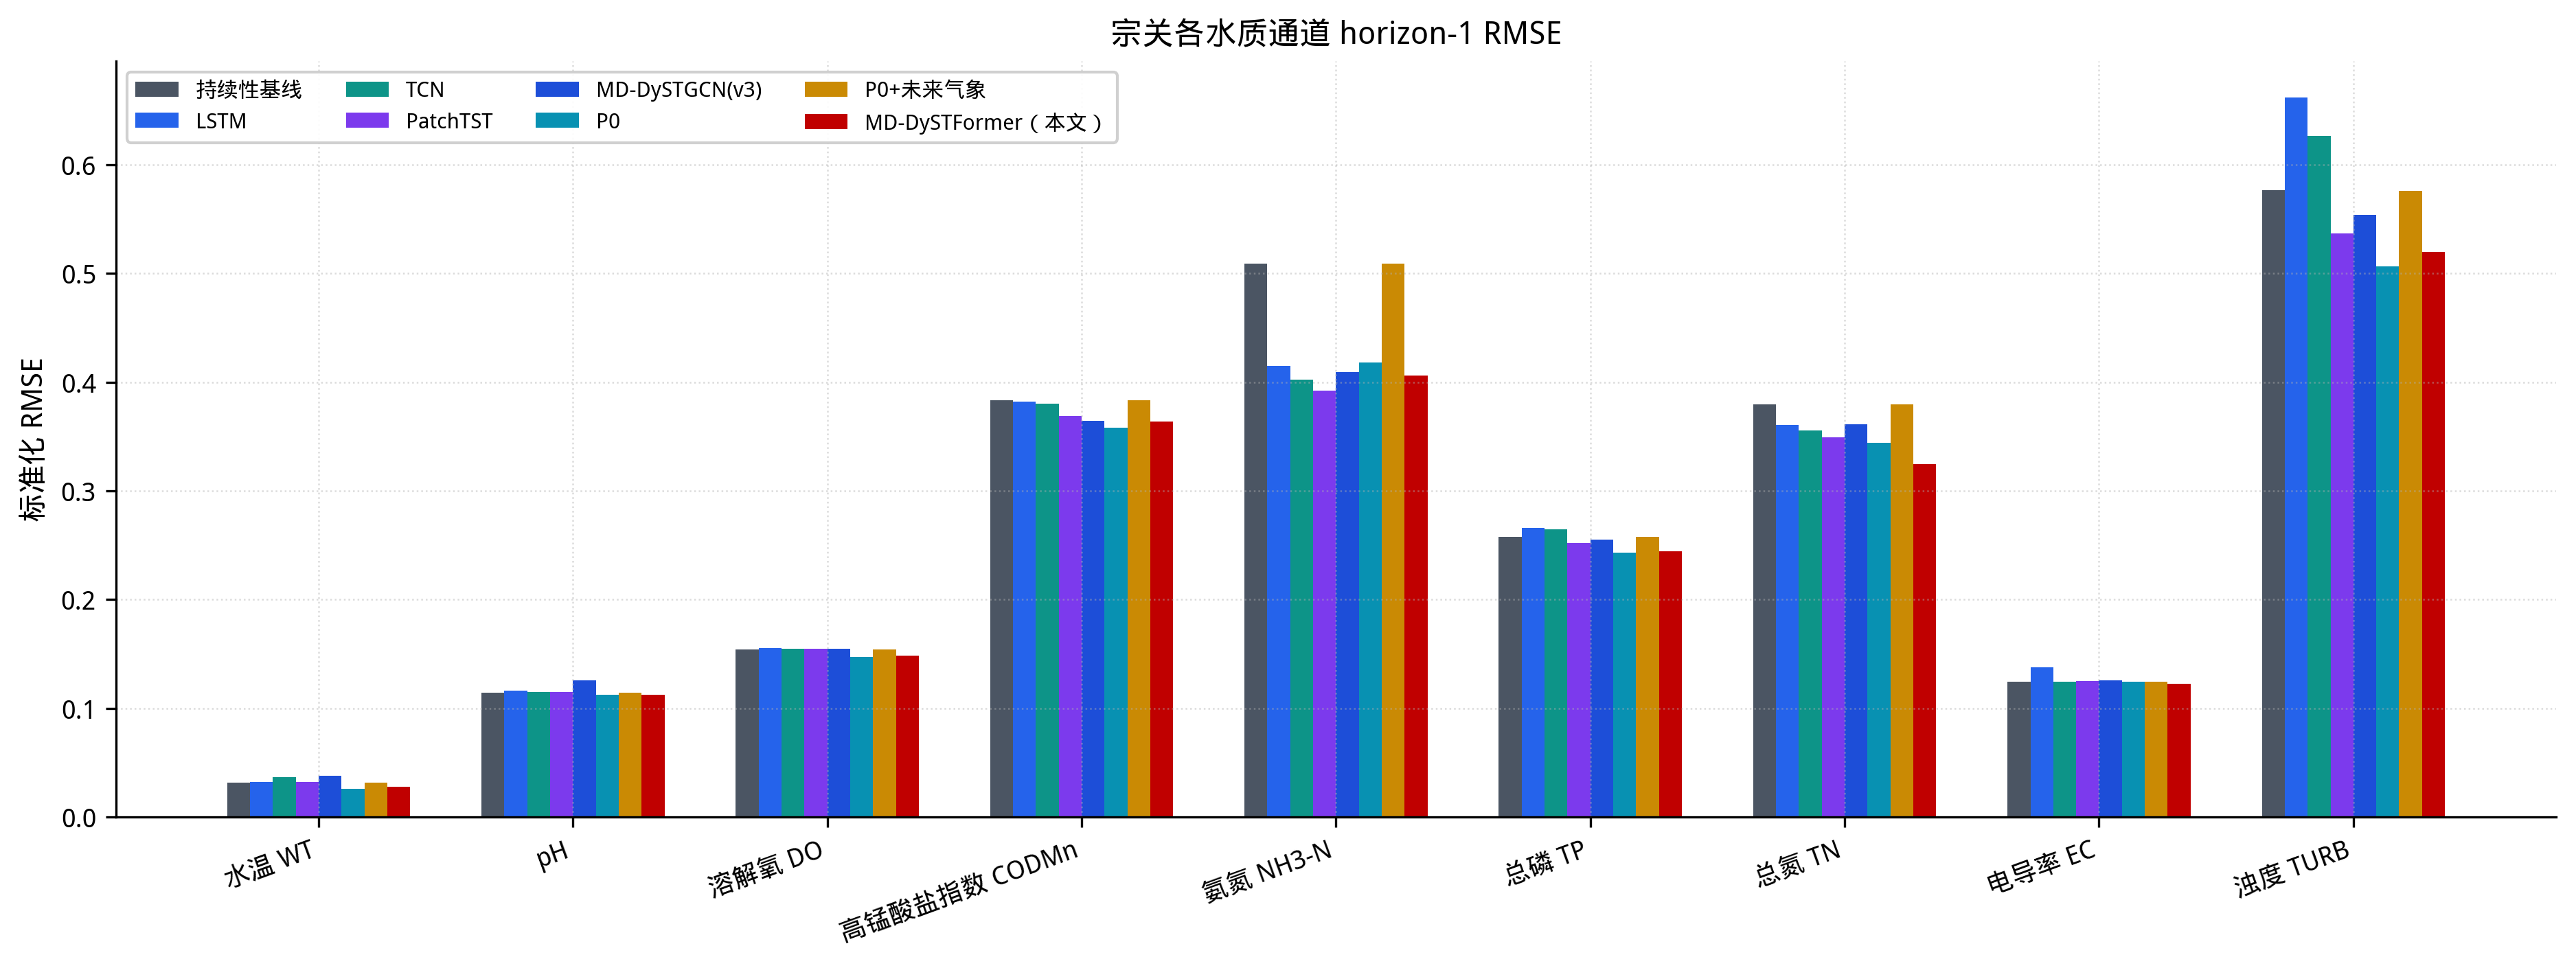 宗关各水质通道 horizon-1 RMSE
持续性基线
LSTM
TCN
PatchTST
MD-DySTGCN(v3)
P0
P0+未来气象
MD-DySTFormer（本文）
标准化 RMSE
0.6
0.5
0.4
0.3
0.2
0.1
0.0
水温 WT
pH
溶解氧 DO
高锰酸盐指数 CODMn
氨氮 NH3-N
总磷 TP
总氮 TN
电导率 EC
浊度 TURB